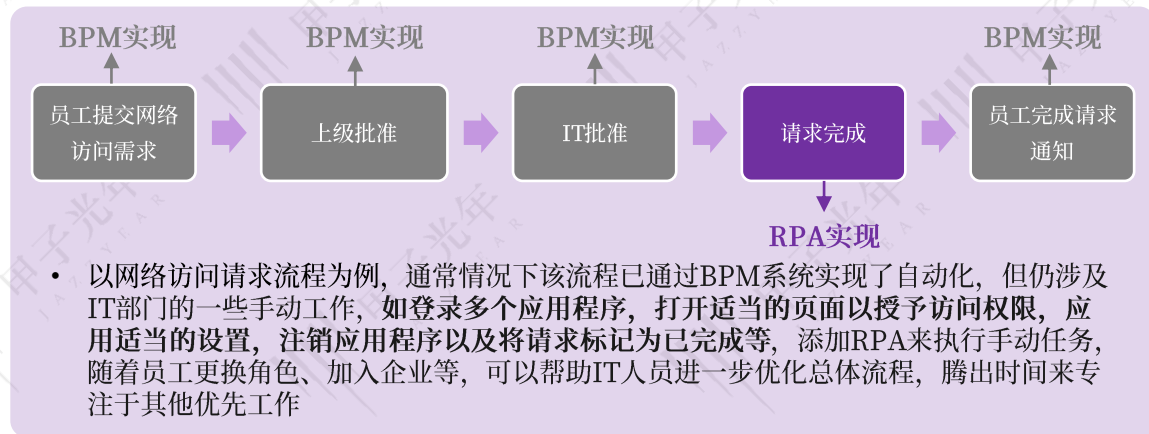 BPM实现 BPM实现 BPM实现 BPM实现
员工提交网络
访问需求
上级批准
IT批准
请求完成
员工完成请求
通知
RPA实现
• 以网络访问请求流程为例，通常情况下该流程已通过BPM系统实现了自动化，但仍涉及
IT部门的一些手动工作，如登录多个应用程序，打开适当的页面以授予访问权限，应
用适当的设置，注销应用程序以及将请求标记为已完成等，添加RPA来执行手动任务，
随着员工更换角色、加入企业等，可以帮助IT人员进一步优化总体流程，腾出时间来专
注于其他优先工作
甲子光年
JAZZYEAR